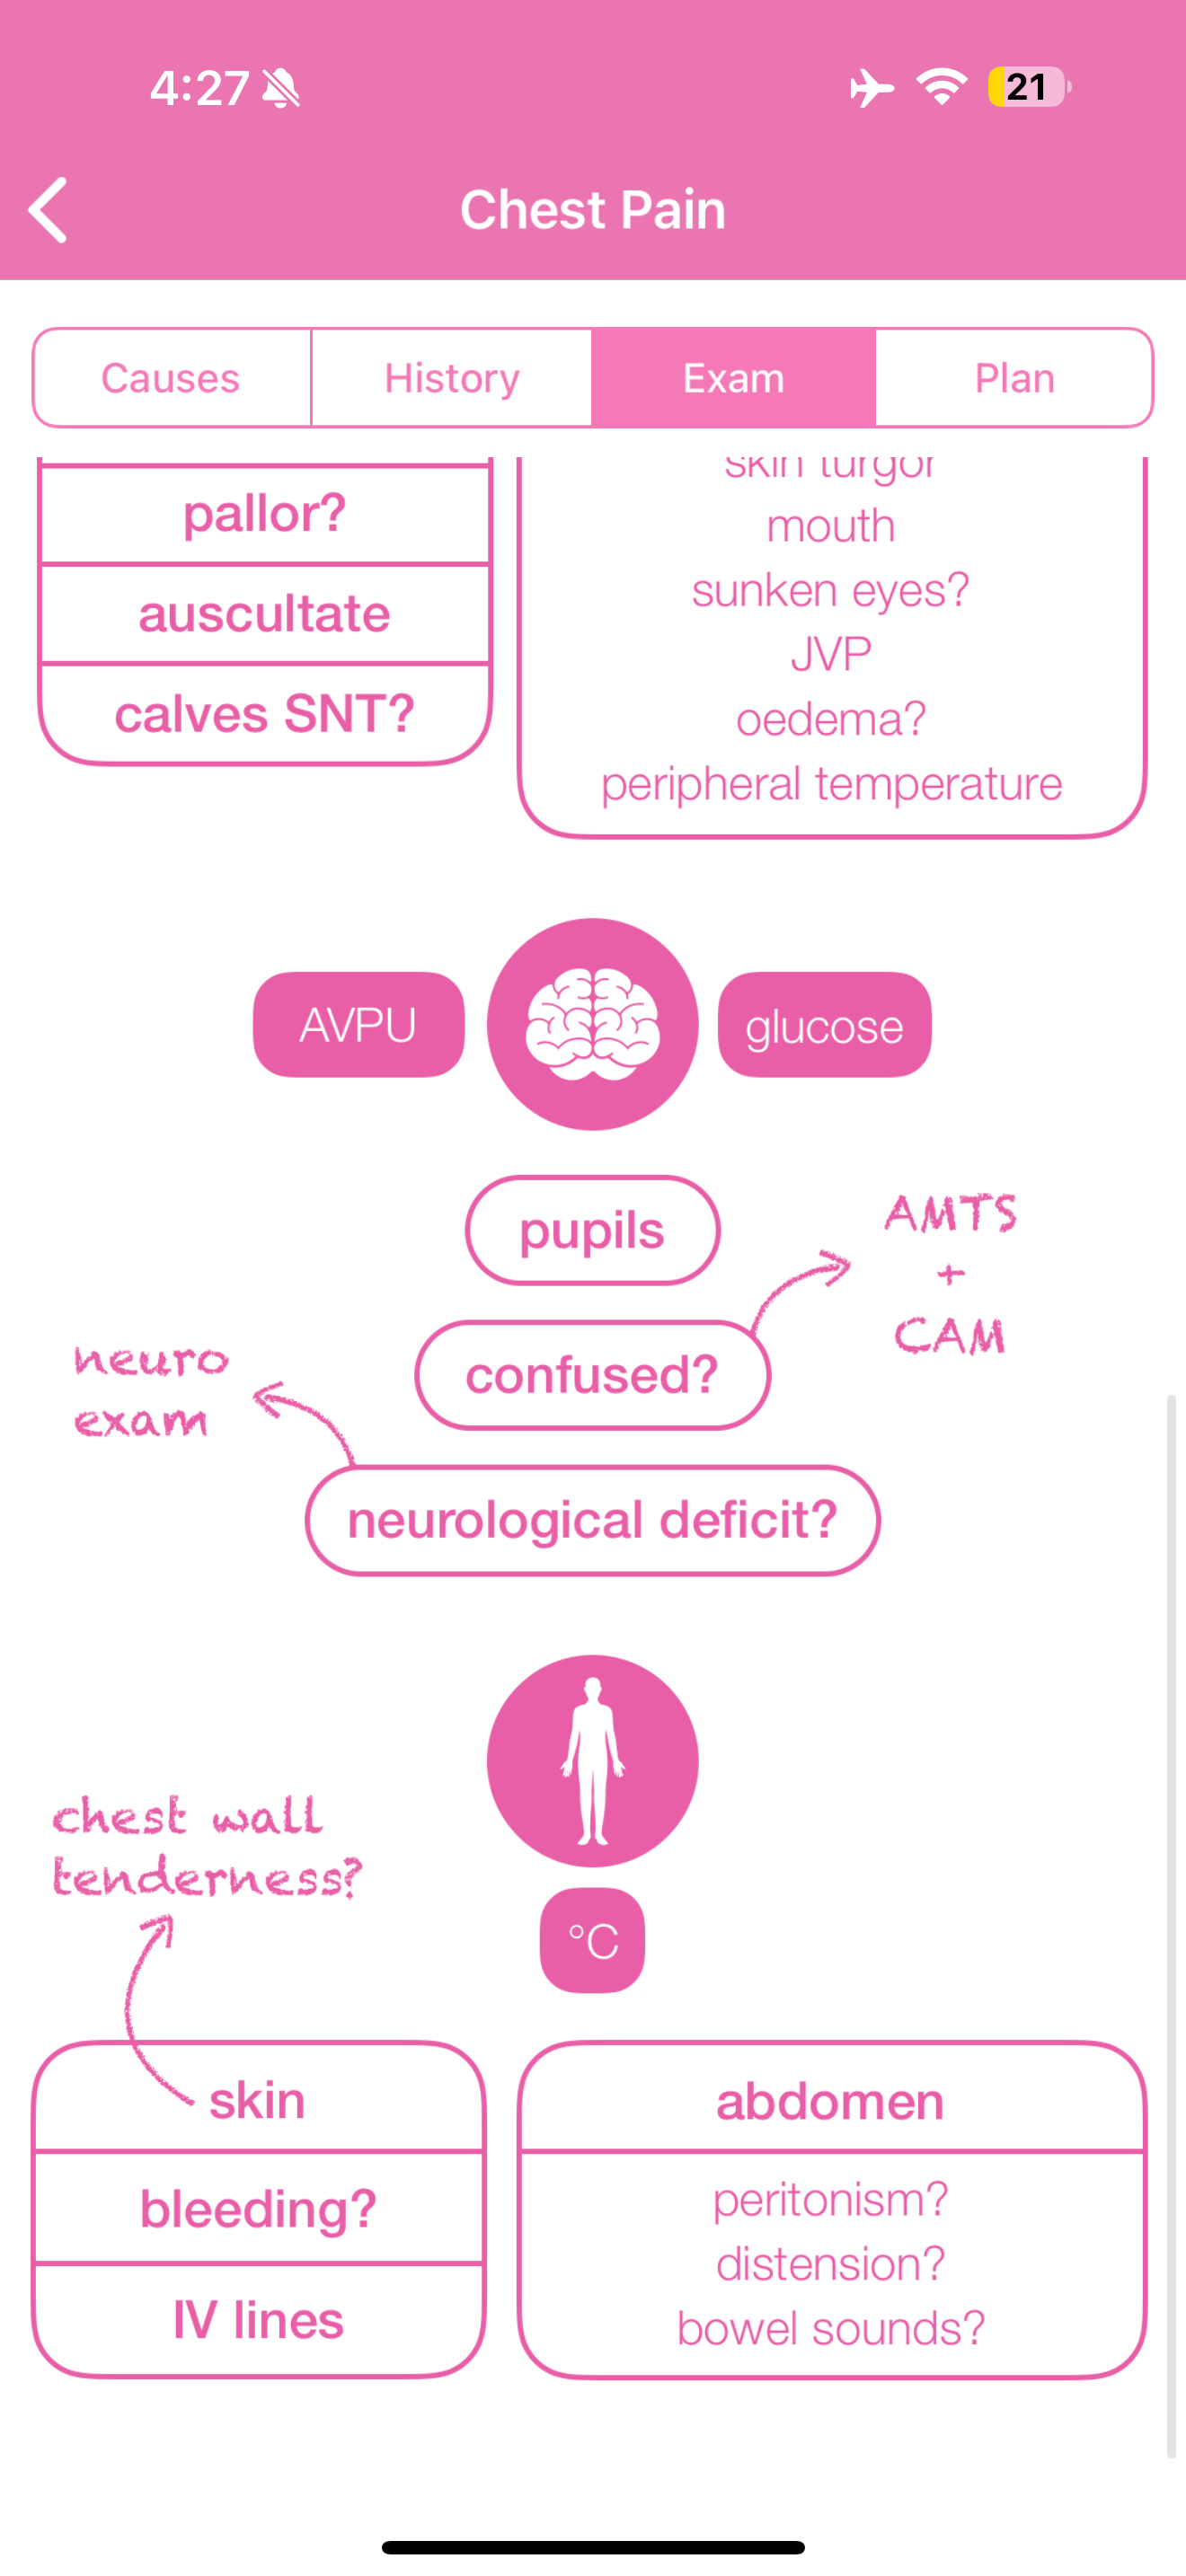 4:27
21
Chest Pain
Causes
History
Exam
Plan
pallor?
auscultate
calves SNT?
skin turgor
mouth
sunken eyes?
JVP
oedema?
peripheral temperature
AVPU
glucose
pupils
AMTS
+
CAM
confused?
neuro
exam
neurological deficit?
chest wall
tenderness?
°C
skin
bleeding?
IV lines
abdomen
peritonism?
distension?
bowel sounds?